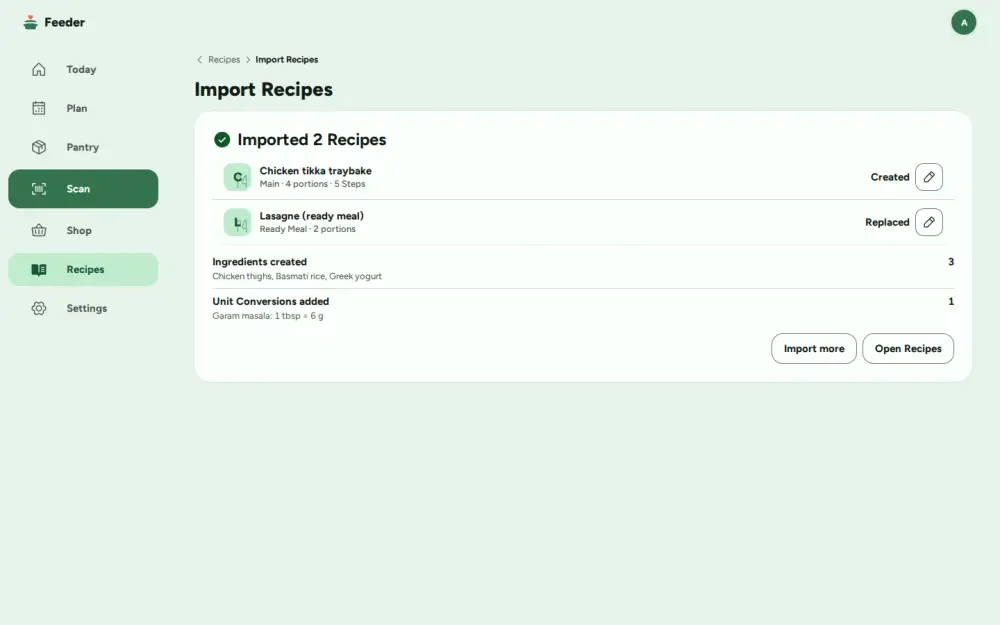 Feeder
A
Today
Plan
Pantry
Scan
Shop
Recipes
Settings
Recipes
Import Recipes
Import Recipes
Imported 2 Recipes
C
Chicken tikka traybake
Main · 4 portions · 5 Steps
Created
L
Lasagne (ready meal)
Ready Meal · 2 portions
Replaced
Ingredients created
3
Chicken thighs, Basmati rice, Greek yogurt
Unit Conversions added
1
Garam masala: 1 tbsp = 6 g
Import more
Open Recipes